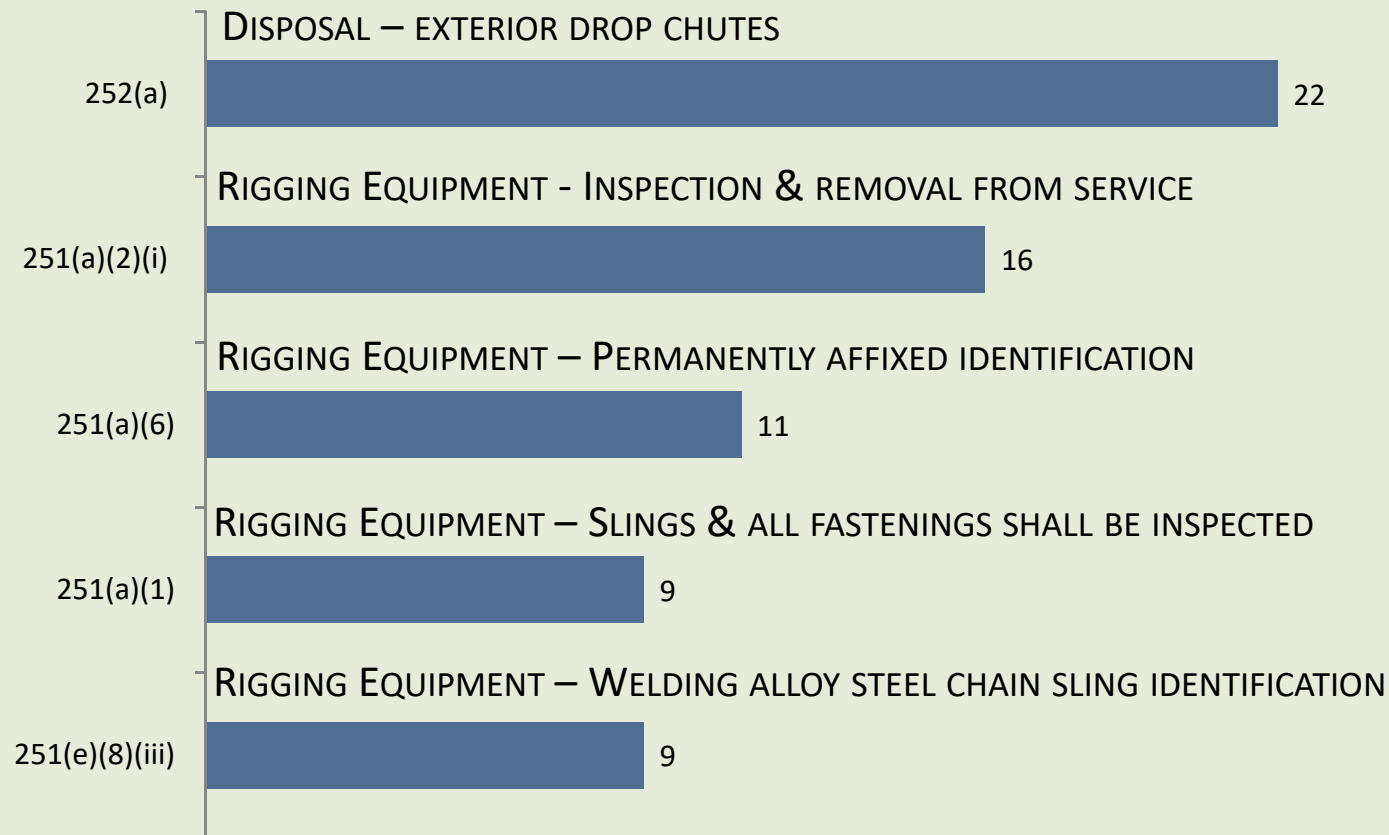 DISPOSAL – EXTERIOR DROP CHUTES
252(a) 22
RIGGING EQUIPMENT - INSPECTION & REMOVAL FROM SERVICE
251(a)(2)(i) 16
RIGGING EQUIPMENT – PERMANENTLY AFFIXED IDENTIFICATION
251(a)(6) 11
RIGGING EQUIPMENT – SLINGS & ALL FASTENINGS SHALL BE INSPECTED
251(a)(1) 9
RIGGING EQUIPMENT – WELDING ALLOY STEEL CHAIN SLING IDENTIFICATION
251(e)(8)(iii) 9